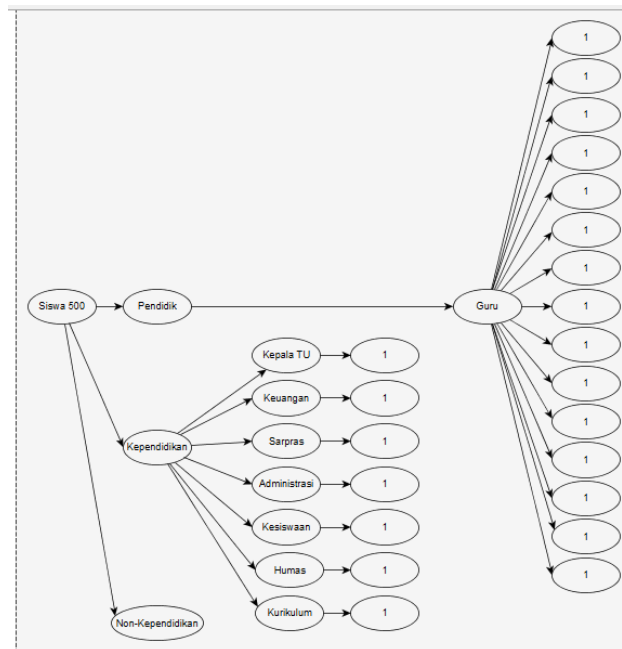 1
1
1
1
1
1
1
Siswa 500 Pendidik Guru 1
1
Kepala TU 1
1
Keuangan 1
1
Kependidikan Sarpras 1
1
Administrasi 1
1
Kesiswaan 1
1
Humas 1
1
Kurikulum 1
Non-Kependidikan